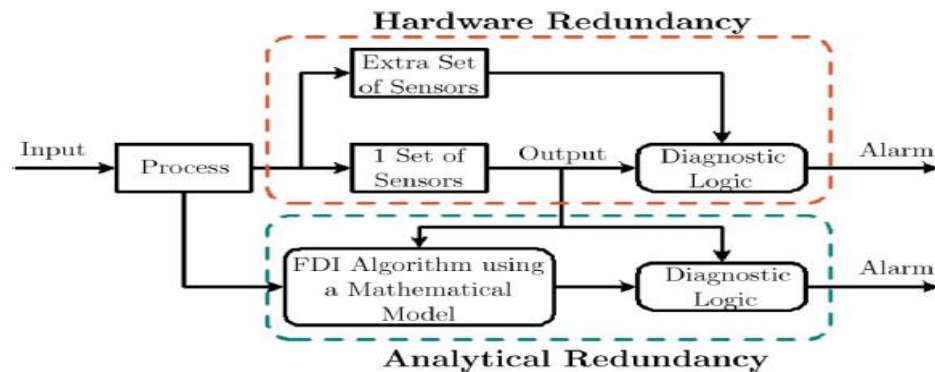 Hardware Redundancy
Extra Set
of Sensors
Input
Process
1 Set of
Sensors
Output
Diagnostic
Logic
Alarm
FDI Algorithm using
a Mathematical
Model
Diagnostic
Logic
Alarm
Analytical Redundancy